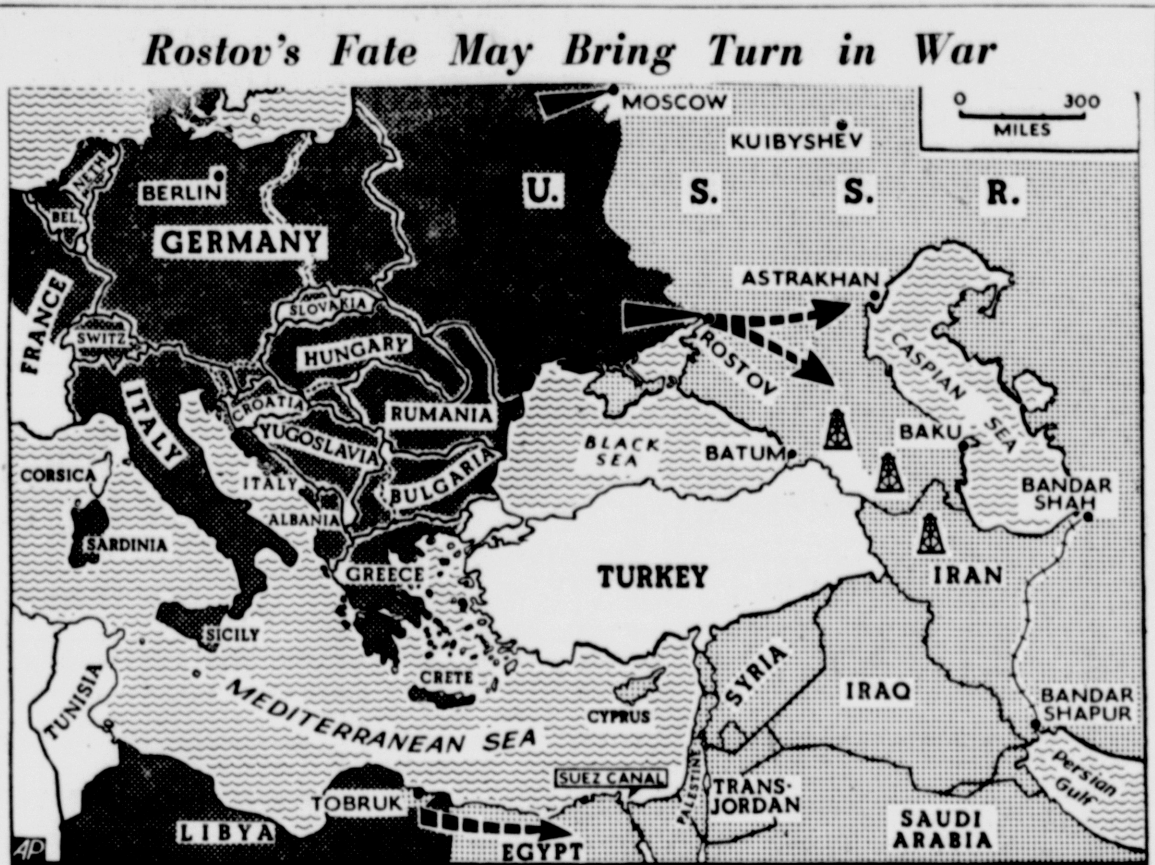 Rostov's Fate May Bring Turn in War
MOSCOW
0 300
MILES
KUIBYSHEV
NETH.
BERLIN
BEL.
U. S. S. R.
GERMANY
ASTRAKHAN
FRANCE
SLOVAKIA
SWITZ.
HUNGARY
ROSTOV
CASPIAN SEA
ITALY
CROATIA
RUMANIA
YUGOSLAVIA
BLACK
SEA
BATUM
BAKU
CORSICA
ITALY
BULGARIA
BANDAR
SHAH
ALBANIA
SARDINIA
GREECE
TURKEY
IRAN
SICILY
TUNISIA
CRETE
SYRIA
IRAQ
CYPRUS
BANDAR
SHAPUR
MEDITERRANEAN SEA
SUEZ CANAL
PALESTINE
TRANS-
JORDAN
Persian
Gulf
TOBRUK
LIBYA
EGYPT
SAUDI
ARABIA
AP